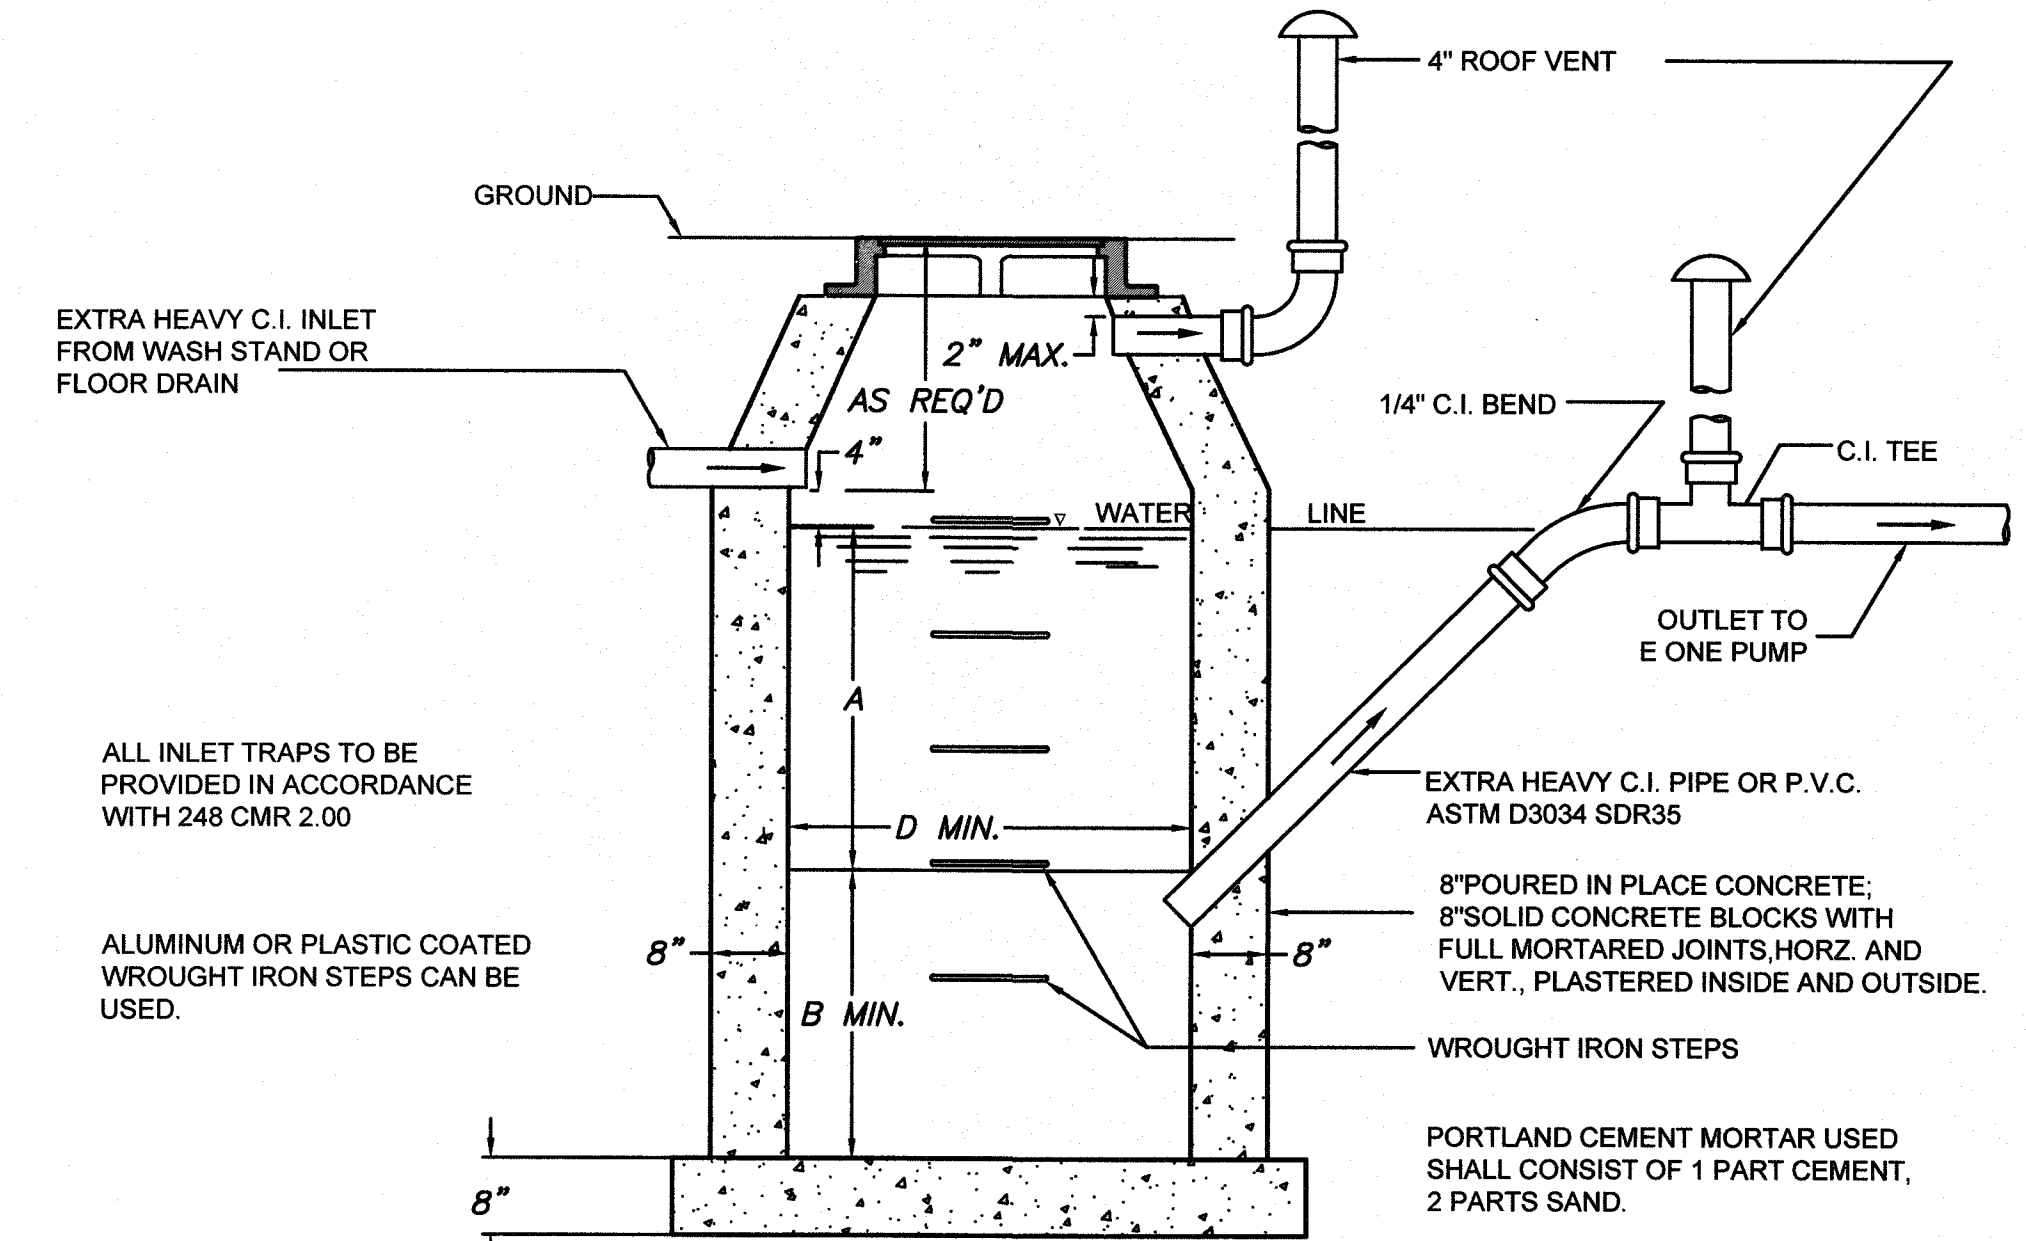 4" ROOF VENT
GROUND
EXTRA HEAVY C.I. INLET
FROM WASH STAND OR
FLOOR DRAIN
2" MAX.
AS REQ'D
4"
1/4" C.I. BEND
C.I. TEE
WATER LINE
OUTLET TO
E ONE PUMP
A
ALL INLET TRAPS TO BE
PROVIDED IN ACCORDANCE
WITH 248 CMR 2.00
EXTRA HEAVY C.I. PIPE OR P.V.C.
ASTM D3034 SDR35
D MIN.
8"POURED IN PLACE CONCRETE;
8"SOLID CONCRETE BLOCKS WITH
FULL MORTARED JOINTS,HORZ. AND
VERT., PLASTERED INSIDE AND OUTSIDE.
ALUMINUM OR PLASTIC COATED
WROUGHT IRON STEPS CAN BE
USED.
8"
8"
B MIN.
WROUGHT IRON STEPS
PORTLAND CEMENT MORTAR USED
SHALL CONSIST OF 1 PART CEMENT,
2 PARTS SAND.
8"